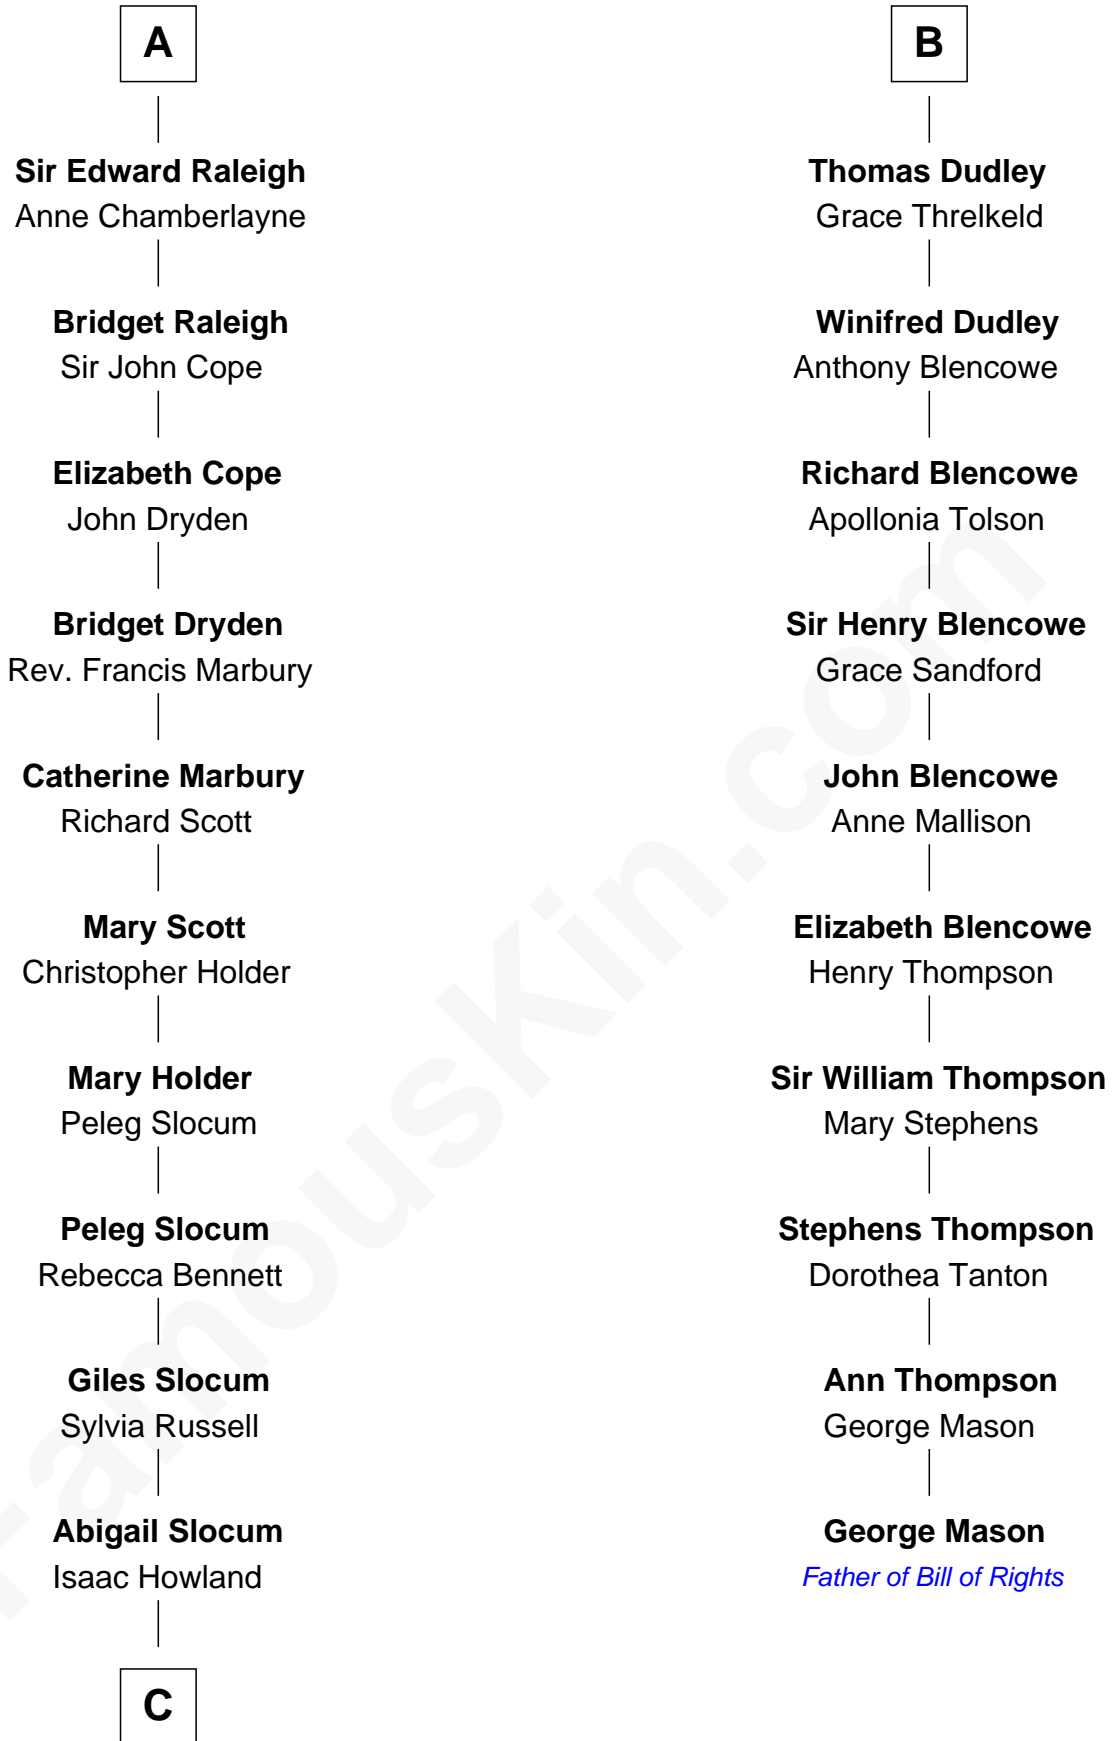 A
Sir Edward Raleigh
Anne Chamberlayne
Bridget Raleigh
Sir John Cope
Elizabeth Cope
John Dryden
Bridget Dryden
Rev. Francis Marbury
Catherine Marbury
Richard Scott
Mary Scott
Christopher Holder
Mary Holder
Peleg Slocum
Peleg Slocum
Rebecca Bennett
Giles Slocum
Sylvia Russell
Abigail Slocum
Isaac Howland
C
B
Thomas Dudley
Grace Threlkeld
Winifred Dudley
Anthony Blencowe
Richard Blencowe
Apollonia Tolson
Sir Henry Blencowe
Grace Sandford
John Blencowe
Anne Mallison
Elizabeth Blencowe
Henry Thompson
Sir William Thompson
Mary Stephens
Stephens Thompson
Dorothea Tanton
Ann Thompson
George Mason
George Mason
Father of Bill of Rights
FamousKin.com